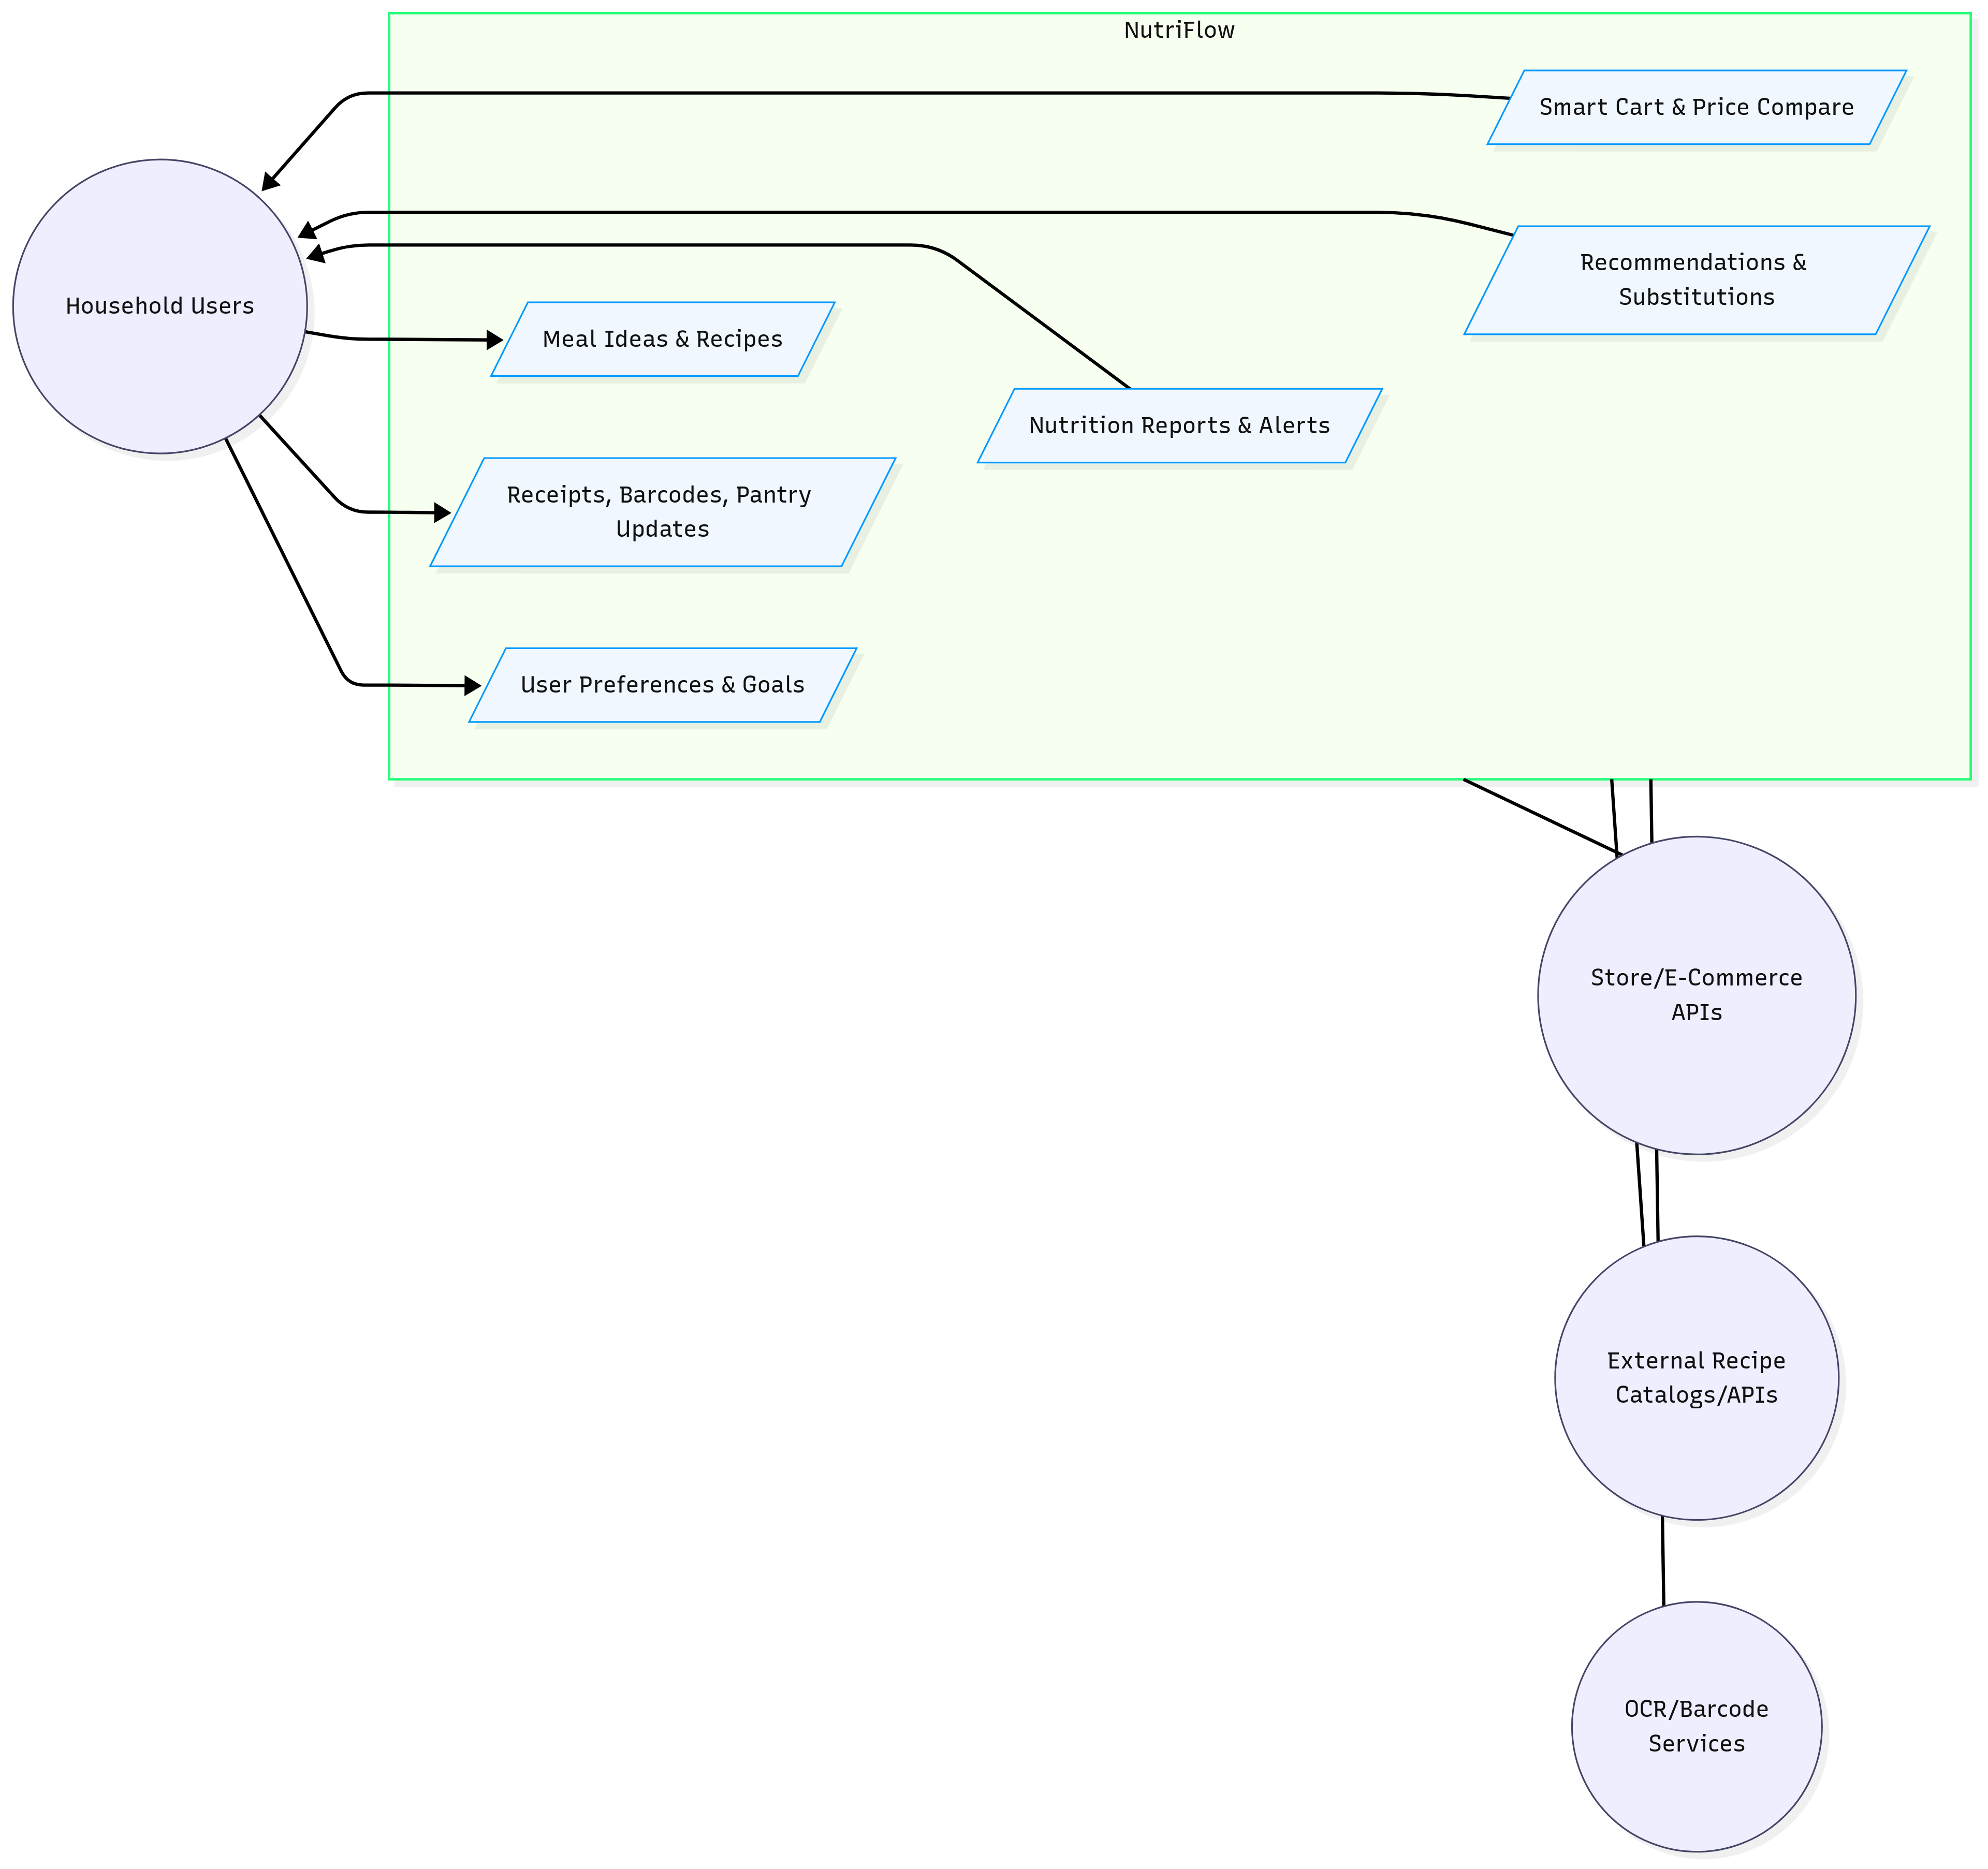 NutriFlow
Smart Cart & Price Compare
Recommendations &
Substitutions
Household Users
Meal Ideas & Recipes
Nutrition Reports & Alerts
Receipts, Barcodes, Pantry
Updates
User Preferences & Goals
Store/E-Commerce
APIs
External Recipe
Catalogs/APIs
OCR/Barcode
Services